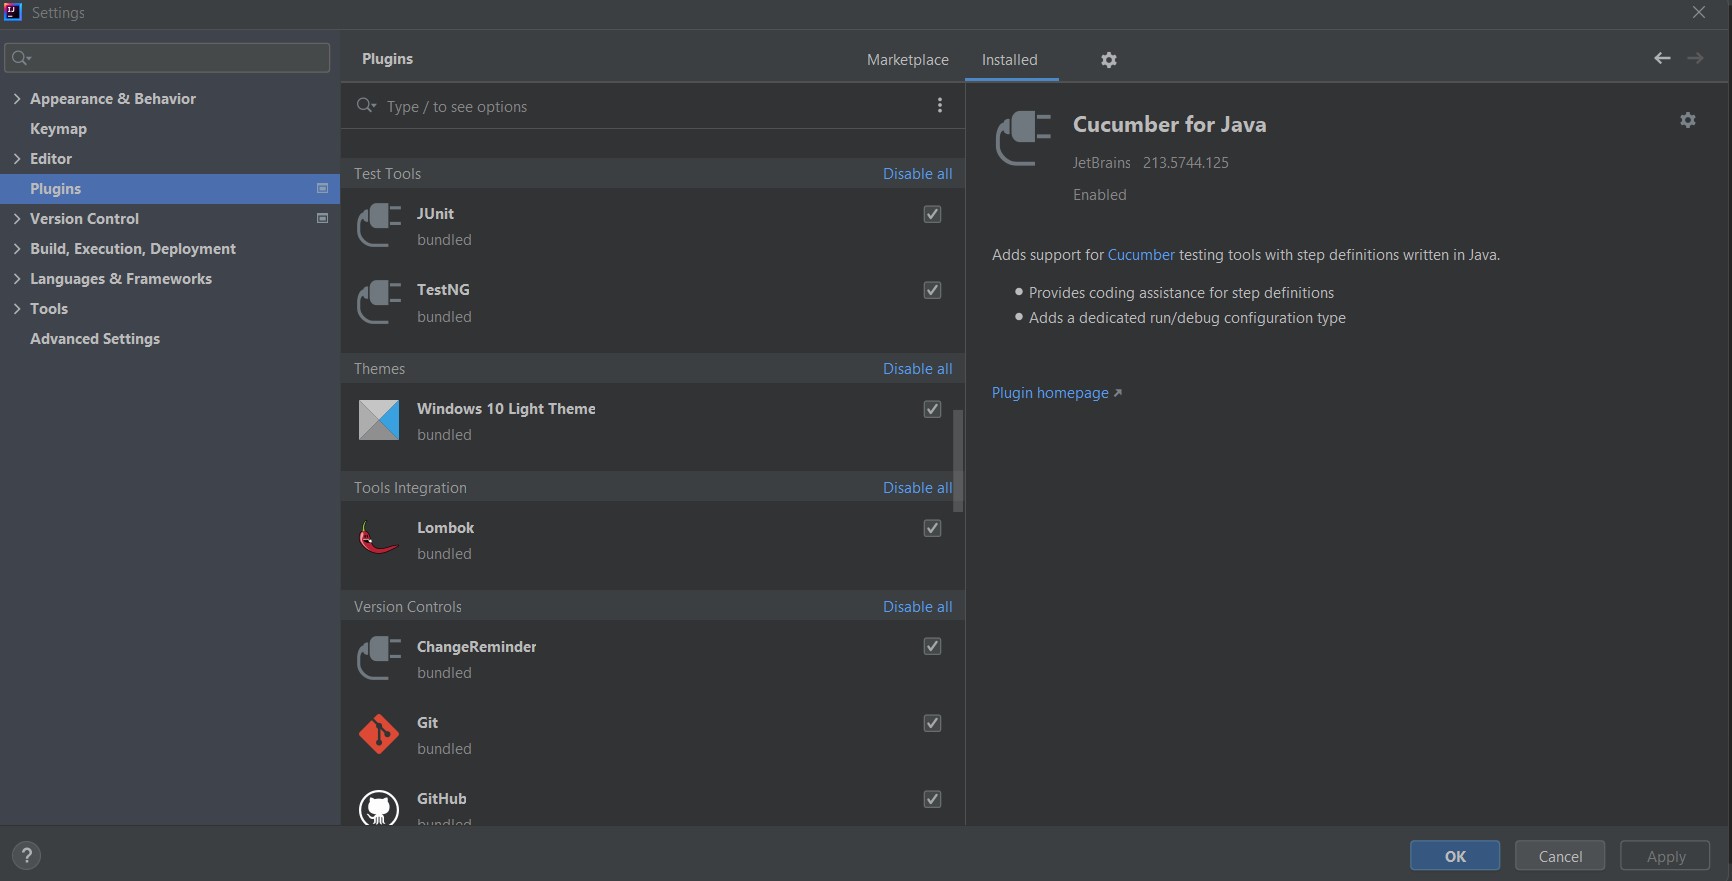 Settings
Plugins
Marketplace
Installed
Appearance & Behavior
Keymap
Editor
Plugins
Version Control
Build, Execution, Deployment
Languages & Frameworks
Tools
Advanced Settings
Type / to see options
Test Tools Disable all
JUnit
bundled
TestNG
bundled
Themes Disable all
Windows 10 Light Theme
bundled
Tools Integration Disable all
Lombok
bundled
Version Controls Disable all
ChangeReminder
bundled
Git
bundled
GitHub
bundled
Cucumber for Java
JetBrains 213.5744.125
Enabled
Adds support for Cucumber testing tools with step definitions written in Java.
● Provides coding assistance for step definitions
● Adds a dedicated run/debug configuration type
Plugin homepage ↗
?
OK Cancel Apply